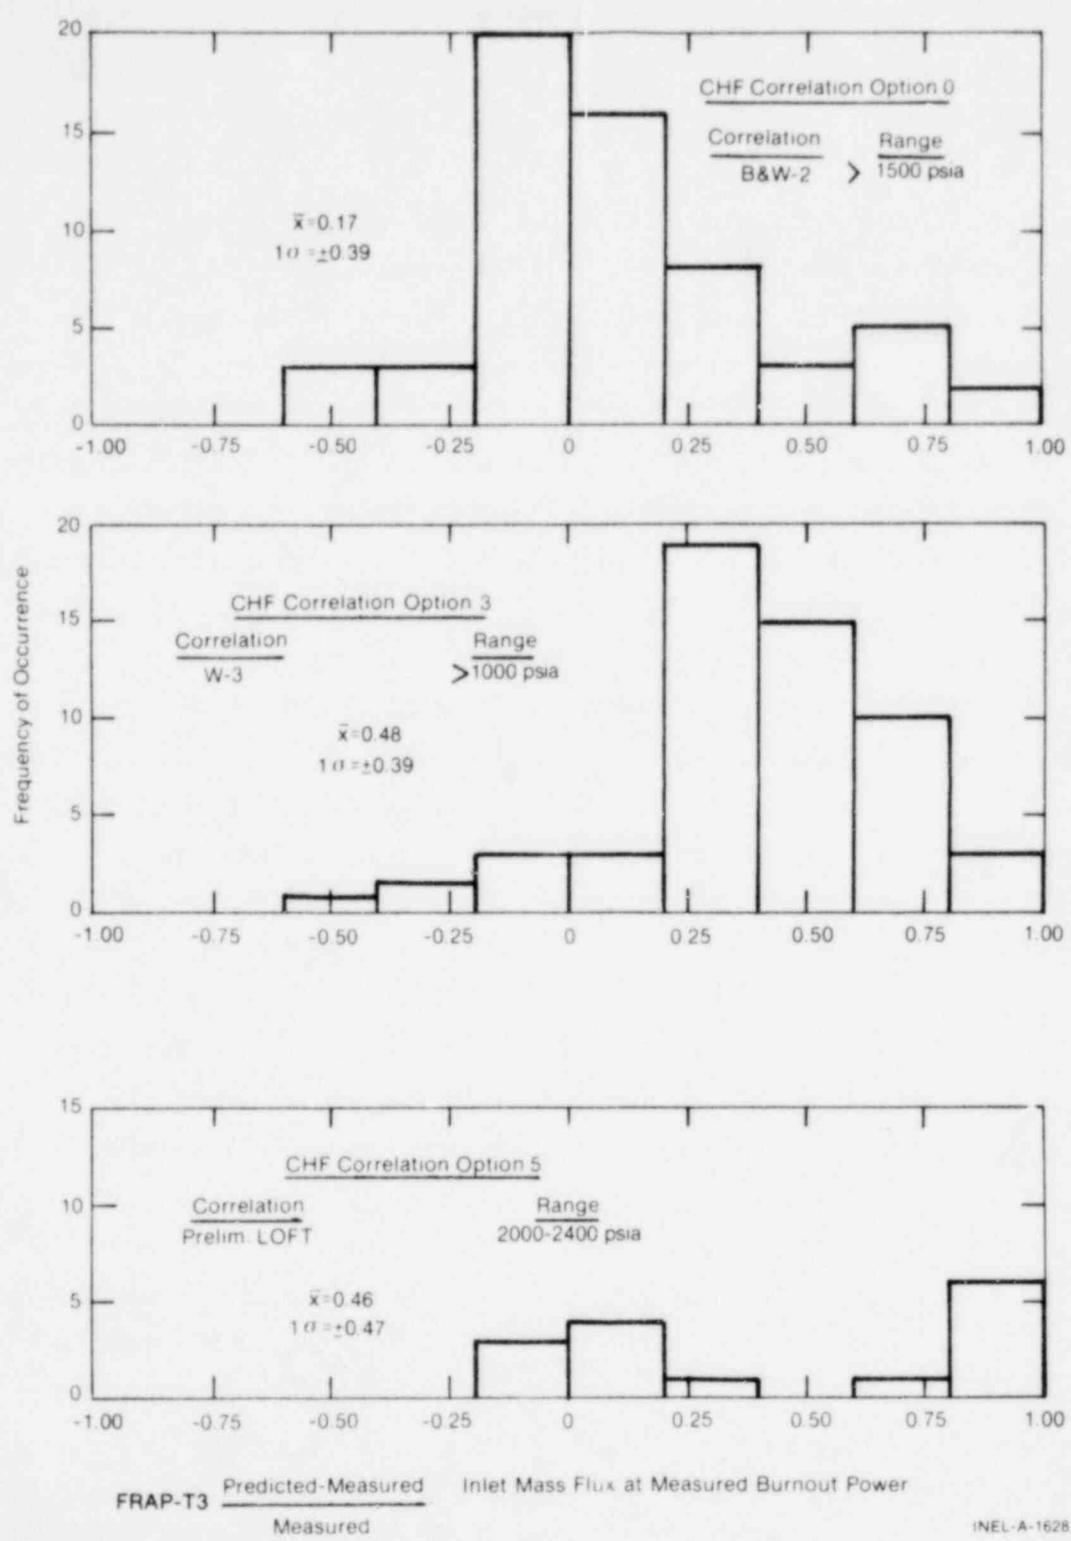 20
15
10
5
0
CHF Correlation Option 0
Correlation Range
B&W-2 > 1500 psia
x̄=0.17
1σ=±0.39
-1.00 -0.75 -0.50 -0.25 0 0.25 0.50 0.75 1.00
Frequency of Occurrence
20
15
10
5
0
CHF Correlation Option 3
Correlation Range
W-3 >1000 psia
x̄=0.48
1σ=±0.39
-1.00 -0.75 -0.50 -0.25 0 0.25 0.50 0.75 1.00
15
10
5
0
CHF Correlation Option 5
Correlation Range
Prelim. LOFT 2000-2400 psia
x̄=0.46
1σ=±0.47
-1.00 -0.75 -0.50 -0.25 0 0.25 0.50 0.75 1.00
FRAP-T3 Predicted-Measured Inlet Mass Flux at Measured Burnout Power
Measured
INEL-A-1628